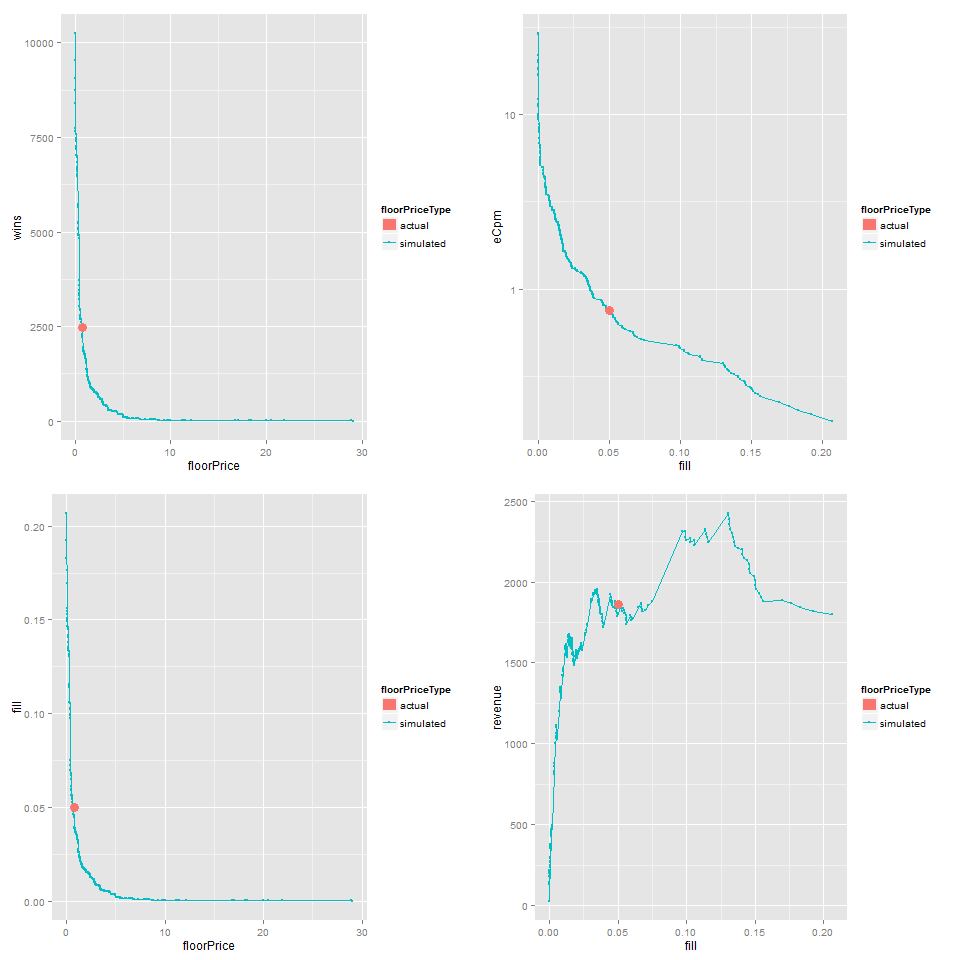 10000
7500
5000
2500
0
wins
0
10
20
30
floorPrice
floorPriceType
actual
simulated
10
1
eCpm
0.00
0.05
0.10
0.15
0.20
fill
floorPriceType
actual
simulated
0.20
0.15
0.10
0.05
0.00
fill
0
10
20
30
floorPrice
floorPriceType
actual
simulated
2500
2000
1500
1000
500
0
revenue
0.00
0.05
0.10
0.15
0.20
fill
floorPriceType
actual
simulated